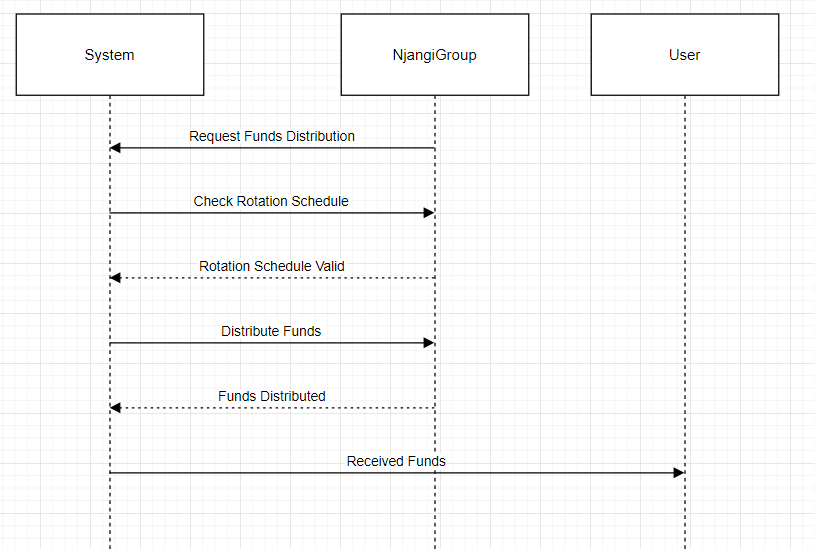 System
NjangiGroup
User
Request Funds Distribution
Check Rotation Schedule
Rotation Schedule Valid
Distribute Funds
Funds Distributed
Received Funds